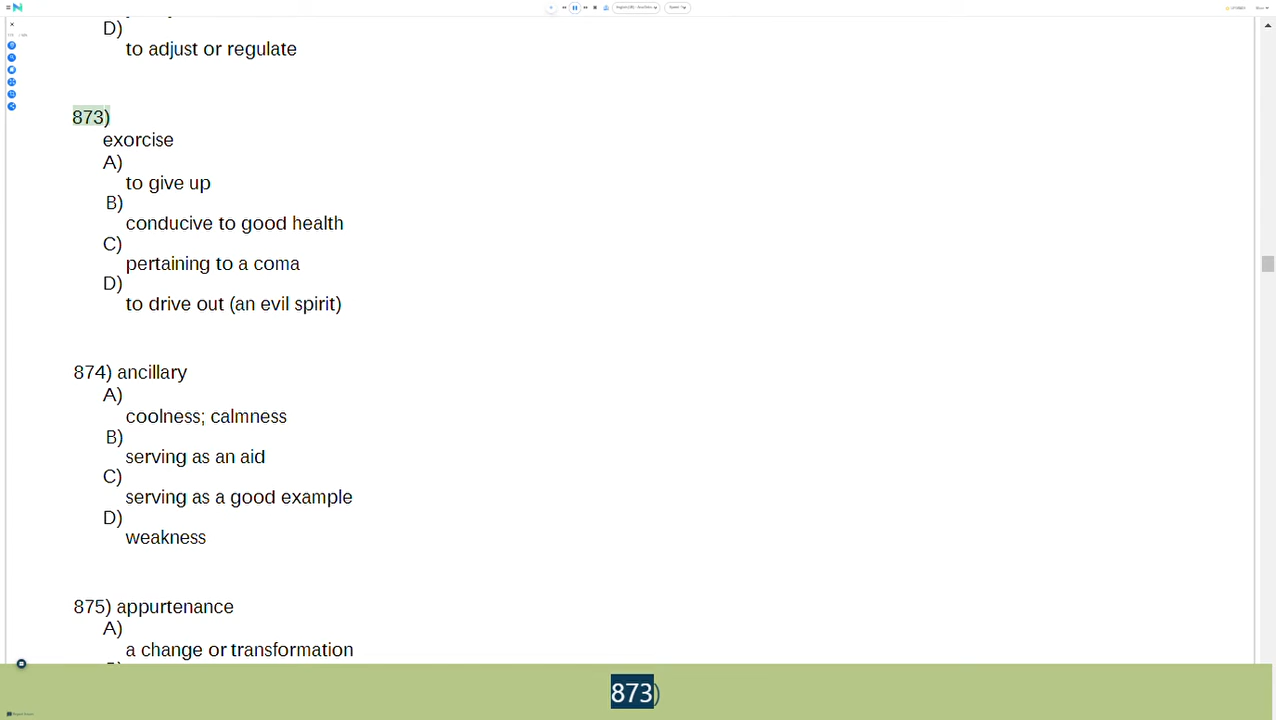 D)
to adjust or regulate
873)
exorcise
A)
to give up
B)
conducive to good health
C)
pertaining to a coma
D)
to drive out (an evil spirit)
874) ancillary
A)
coolness; calmness
B)
serving as an aid
C)
serving as a good example
D)
weakness
875) appurtenance
A)
a change or transformation
873)